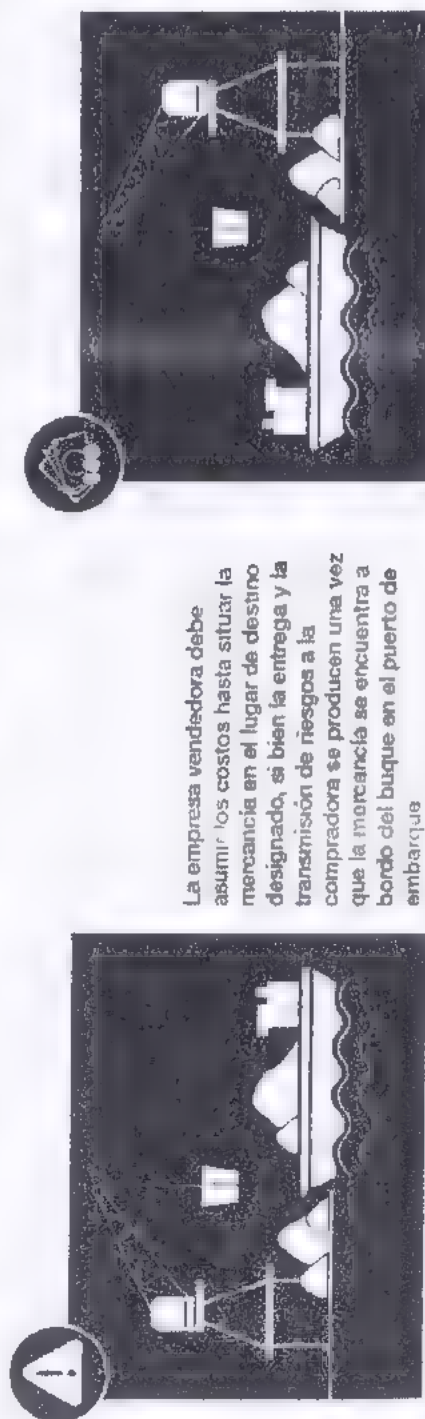 La empresa vendedora debe
asumir los costos hasta situar la
mercancía en el lugar de destino
designado, si bien la entrega y la
transmisión de riesgos a la
compradora se producen una vez
que la mercancía se encuentra a
bordo del buque en el puerto de
embarque